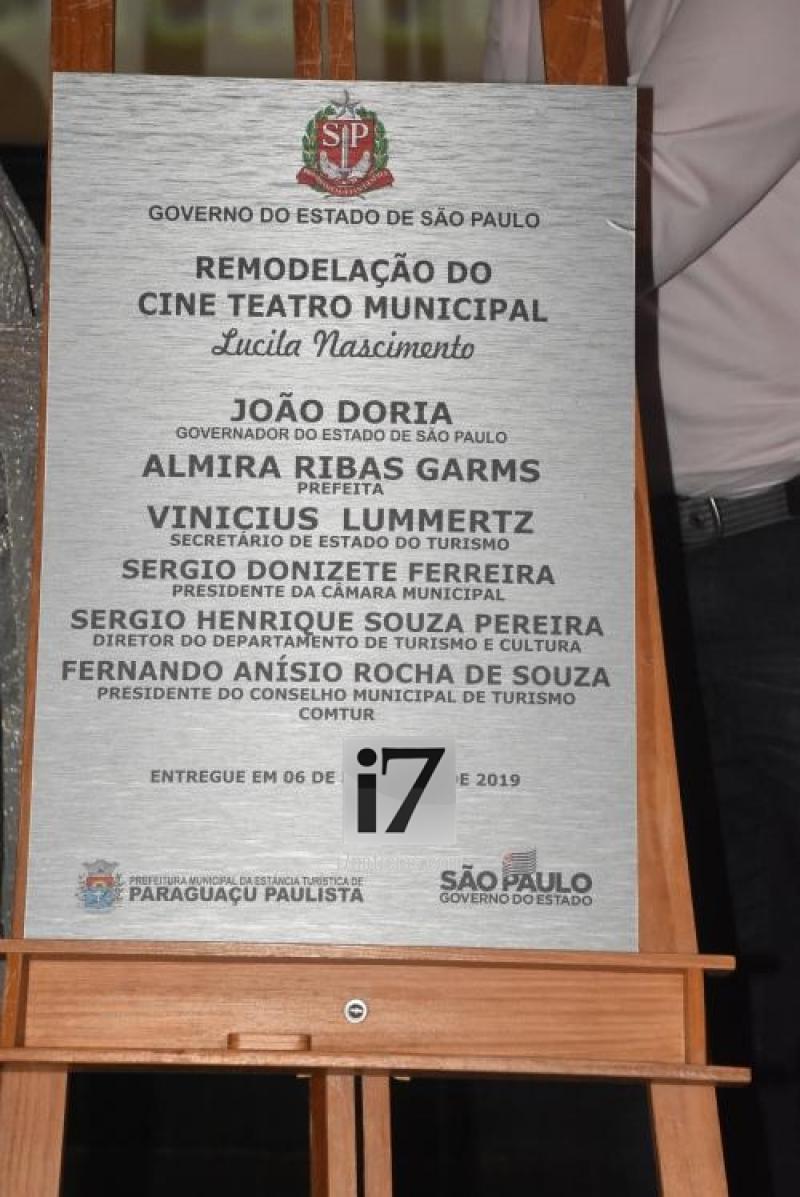 SP
GOVERNO DO ESTADO DE SÃO PAULO
REMODELAÇÃO DO
CINE TEATRO MUNICIPAL
Lucila Nascimento
JOÃO DORIA
GOVERNADOR DO ESTADO DE SÃO PAULO
ALMIRA RIBAS GARMS
PREFEITA
VINICIUS LUMMERTZ
SECRETÁRIO DE ESTADO DO TURISMO
SERGIO DONIZETE FERREIRA
PRESIDENTE DA CÂMARA MUNICIPAL
SERGIO HENRIQUE SOUZA PEREIRA
DIRETOR DO DEPARTAMENTO DE TURISMO E CULTURA
FERNANDO ANÍSIO ROCHA DE SOUZA
PRESIDENTE DO CONSELHO MUNICIPAL DE TURISMO
COMTUR
ENTREGUE EM 06 DE DE 2019
i7
PREFEITURA MUNICIPAL DA ESTÂNCIA TURÍSTICA DE
PARAGUAÇU PAULISTA
SÃO PAULO
GOVERNO DO ESTADO